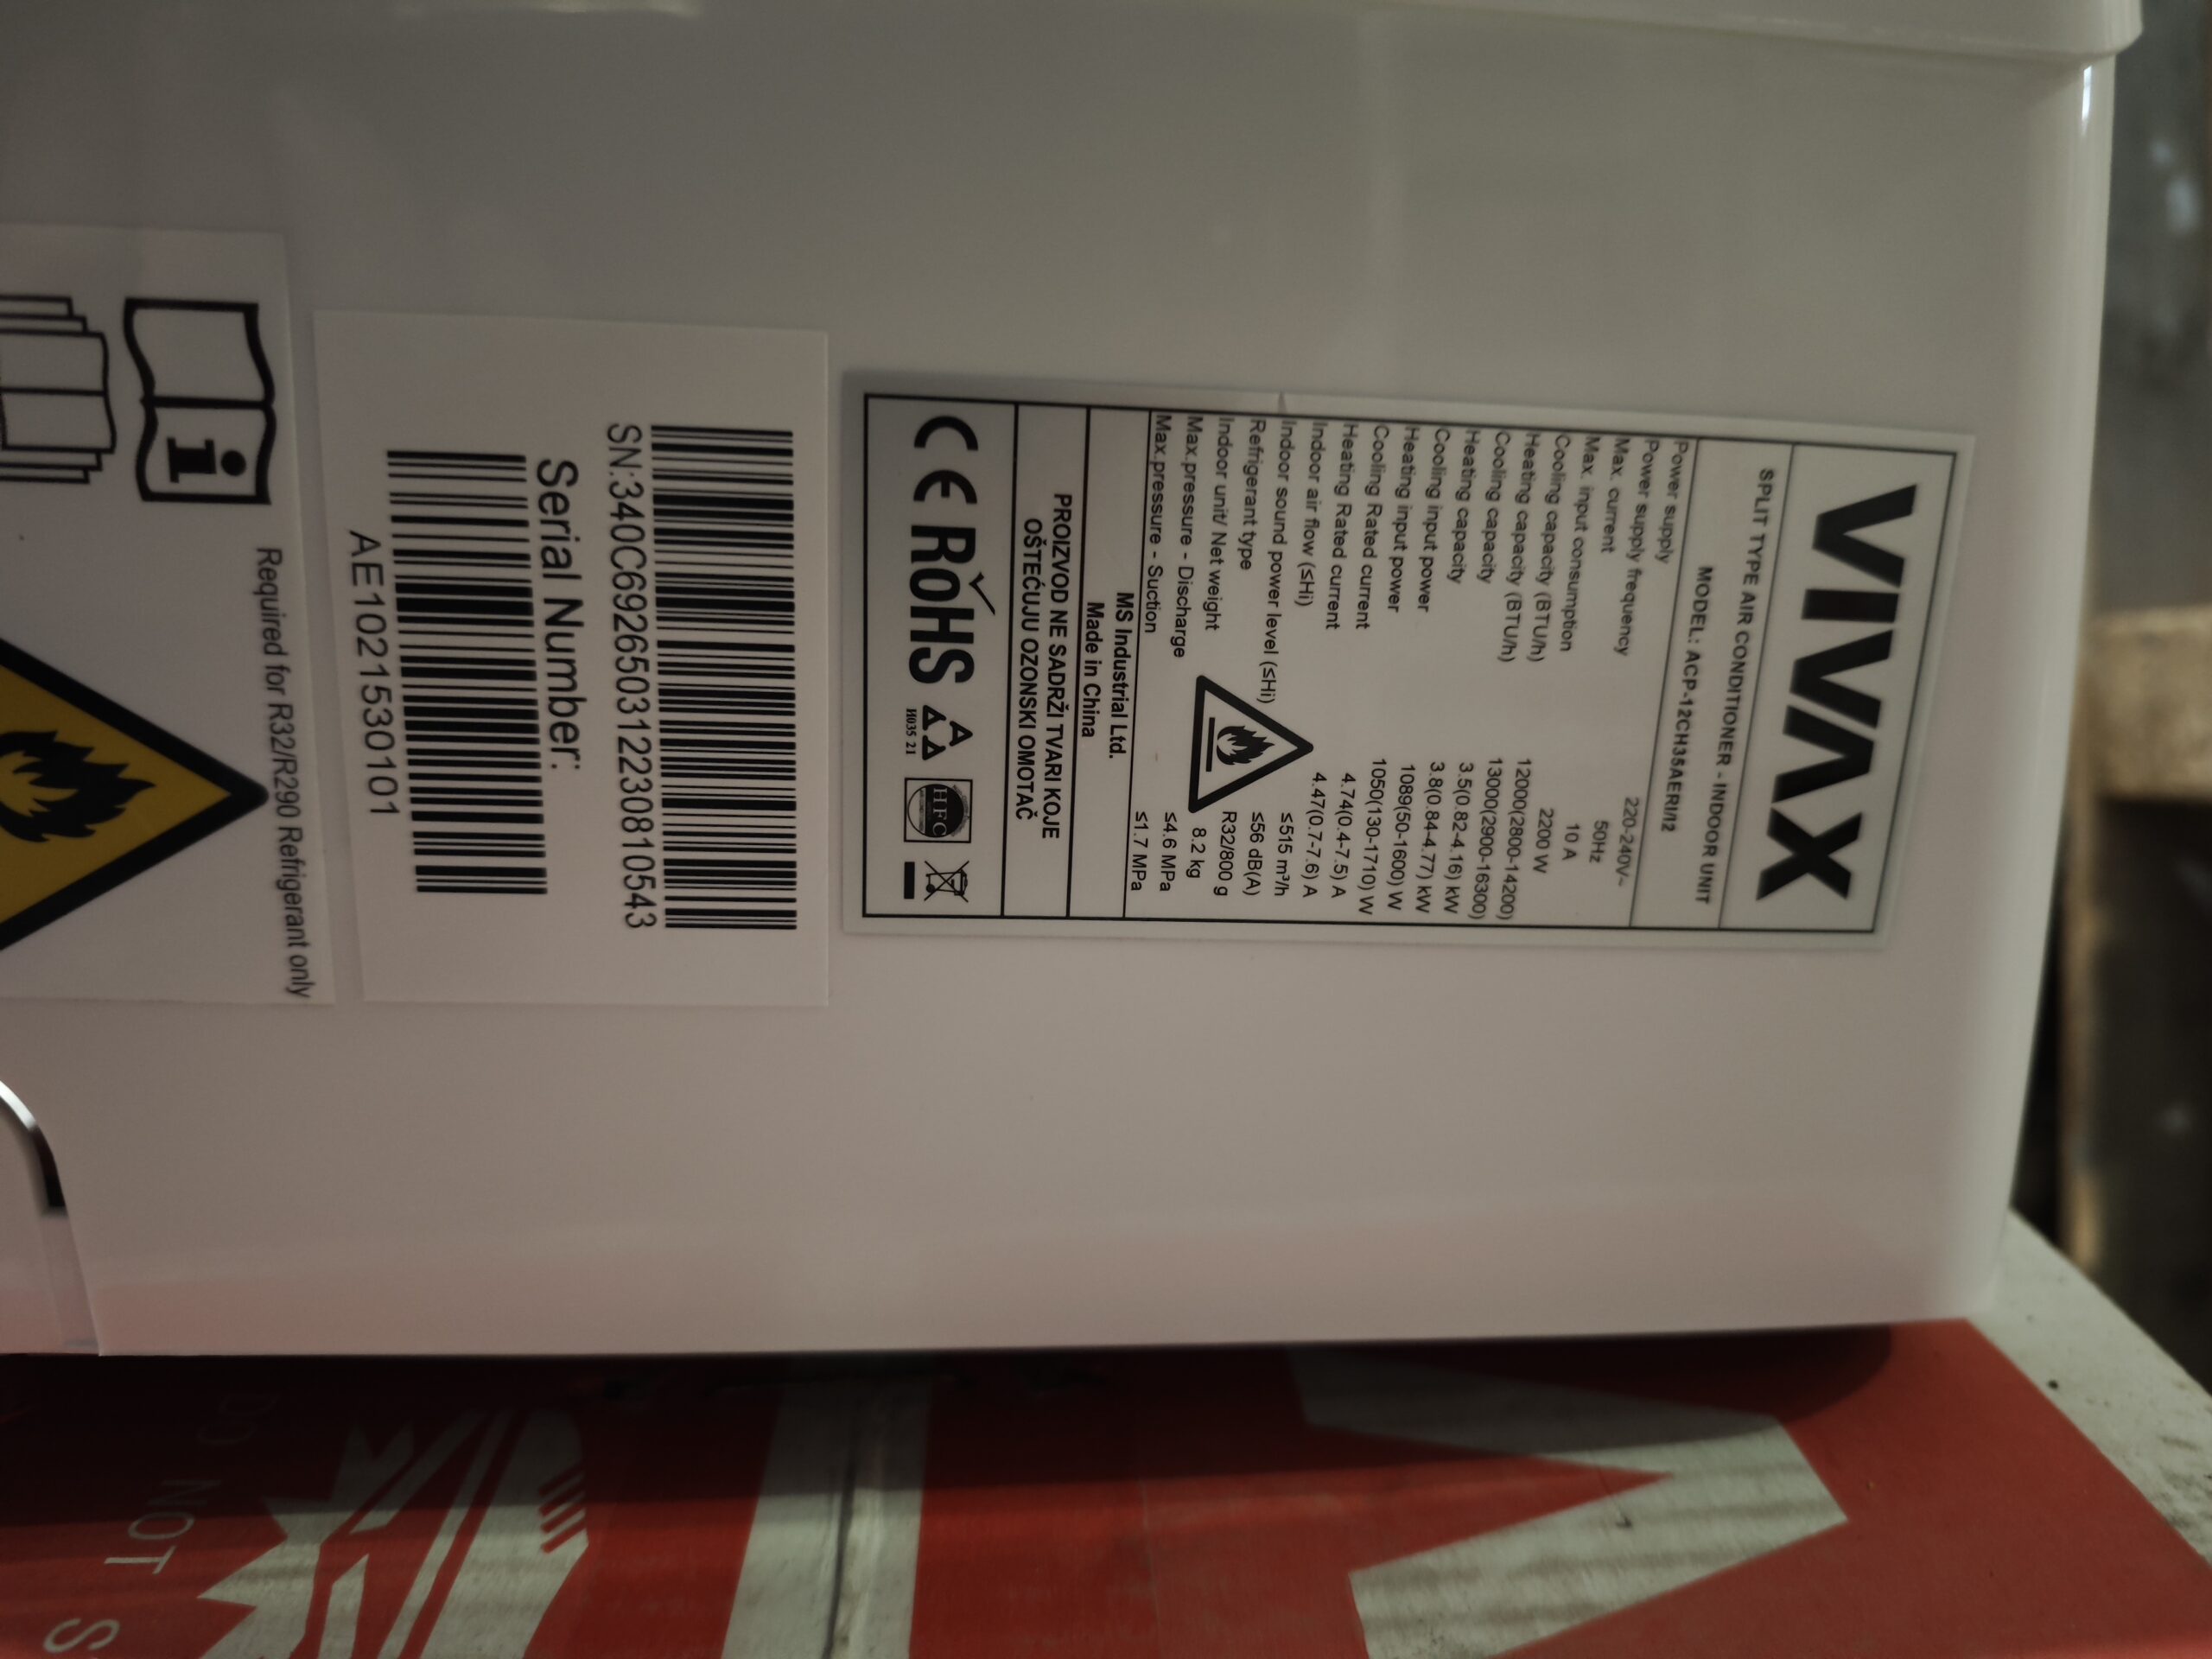 VIVAX
SPLIT TYPE AIR CONDITIONER - INDOOR UNIT
MODEL: ACP-12CH35AERI/I2
Power supply 220-240V~
Power supply frequency 50Hz
Max. current 10 A
Max. input consumption 2200 W
Cooling capacity (BTU/h) 12000(2800-14200)
Heating capacity (BTU/h) 13000(2900-16300)
Cooling capacity 3.5(0.82-4.16) kW
Heating capacity 3.8(0.84-4.77) kW
Cooling input power 1089(50-1600) W
Heating input power 1050(130-1710) W
Cooling Rated current 4.74(0.4-7.5) A
Heating Rated current 4.47(0.7-7.6) A
Indoor air flow (≤Hi) ≤515 m³/h
Indoor sound power level (≤Hi) ≤56 dB(A)
Refrigerant type R32/800 g
Indoor unit/ Net weight 8.2 kg
Max.pressure - Discharge ≤4.6 MPa
Max.pressure - Suction ≤1.7 MPa
MS Industrial Ltd.
Made in China
PROIZVOD NE SADRŽI TVARI KOJE
OŠTEĆUJU OZONSKI OMOTAČ
CE RoHS A И035 21 HFC
SN:340C692650312230810543
Serial Number:
AE1021530101
Required for R32/R290 Refrigerant only
DO NOT S